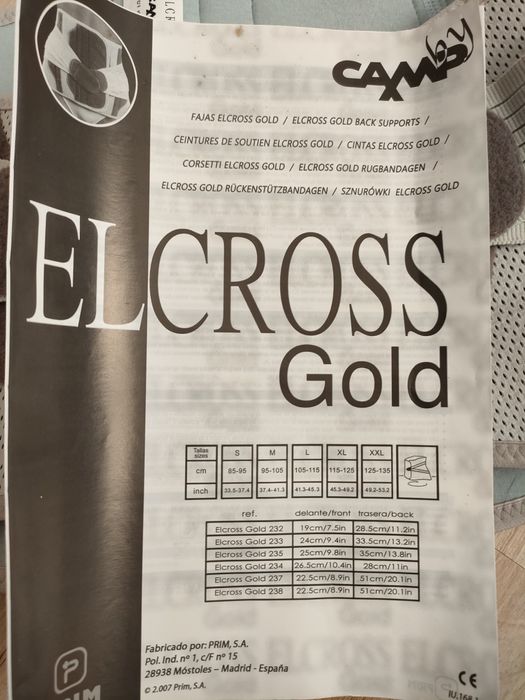 by
CAMP
FAJAS ELCROSS GOLD / ELCROSS GOLD BACK SUPPORTS /
CEINTURES DE SOUTIEN ELCROSS GOLD / CINTAS ELCROSS GOLD /
CORSETTI ELCROSS GOLD / ELCROSS GOLD RUGBANDAGEN /
ELCROSS GOLD RÜCKENSTÜTZBANDAGEN / SZNURÓWKI ELCROSS GOLD
ELCROSS
Gold
Tallas sizes S M L XL XXL
cm 85-95 95-105 105-115 115-125 125-135
inch 33.5-37.4 37.4-41.3 41.3-45.3 45.3-49.2 49.2-53.2
ref. delante/front trasera/back
Elcross Gold 232 19cm/7.5in 28.5cm/11.2in
Elcross Gold 233 24cm/9.4in 33.5cm/13.2in
Elcross Gold 235 25cm/9.8in 35cm/13.8in
Elcross Gold 234 26.5cm/10.4in 28cm/11in
Elcross Gold 237 22.5cm/8.9in 51cm/20.1in
Elcross Gold 238 22.5cm/8.9in 51cm/20.1in
Fabricado por: PRIM, S.A.
Pol. Ind. nº 1, c/F nº 15
28938 Móstoles – Madrid - España
© 2.007 Prim, S.A.
PRIM
CE